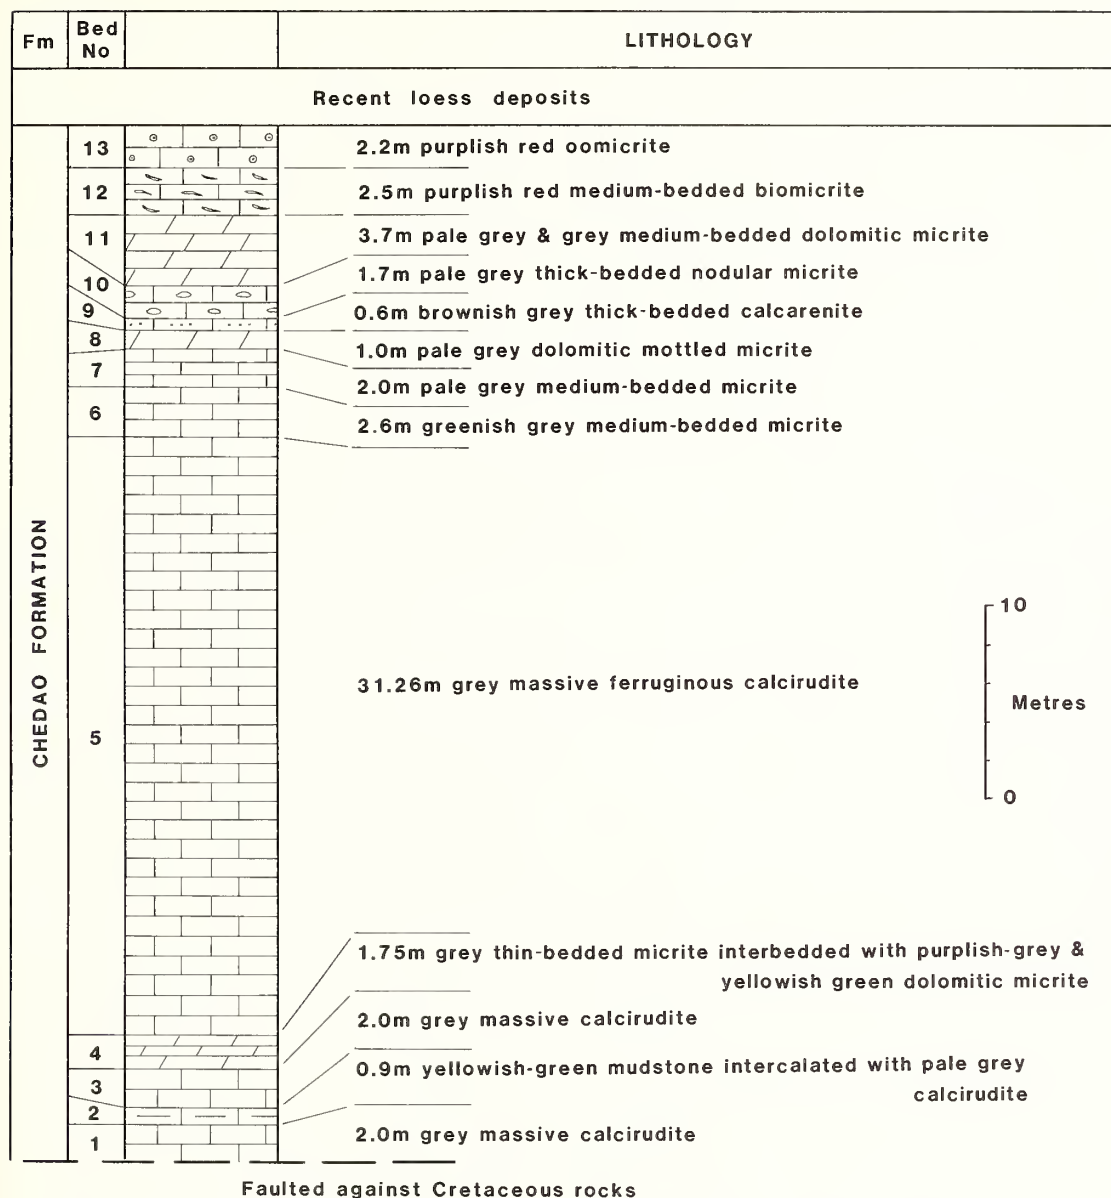 Fm
Bed
No
LITHOLOGY
Recent loess deposits
CHEDAO FORMATION
13
2.2m purplish red oomicrite
12
2.5m purplish red medium-bedded biomicrite
11
3.7m pale grey & grey medium-bedded dolomitic micrite
10
1.7m pale grey thick-bedded nodular micrite
9
0.6m brownish grey thick-bedded calcarenite
8
1.0m pale grey dolomitic mottled micrite
7
2.0m pale grey medium-bedded micrite
6
2.6m greenish grey medium-bedded micrite
5
31.26m grey massive ferruginous calcirudite
10
Metres
0
4
1.75m grey thin-bedded micrite interbedded with purplish-grey &
yellowish green dolomitic micrite
3
2.0m grey massive calcirudite
2
0.9m yellowish-green mudstone intercalated with pale grey
calcirudite
1
2.0m grey massive calcirudite
Faulted against Cretaceous rocks